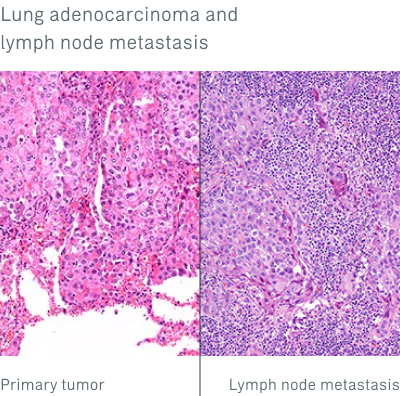 Lung adenocarcinoma and
lymph node metastasis
Primary tumor
Lymph node metastasis